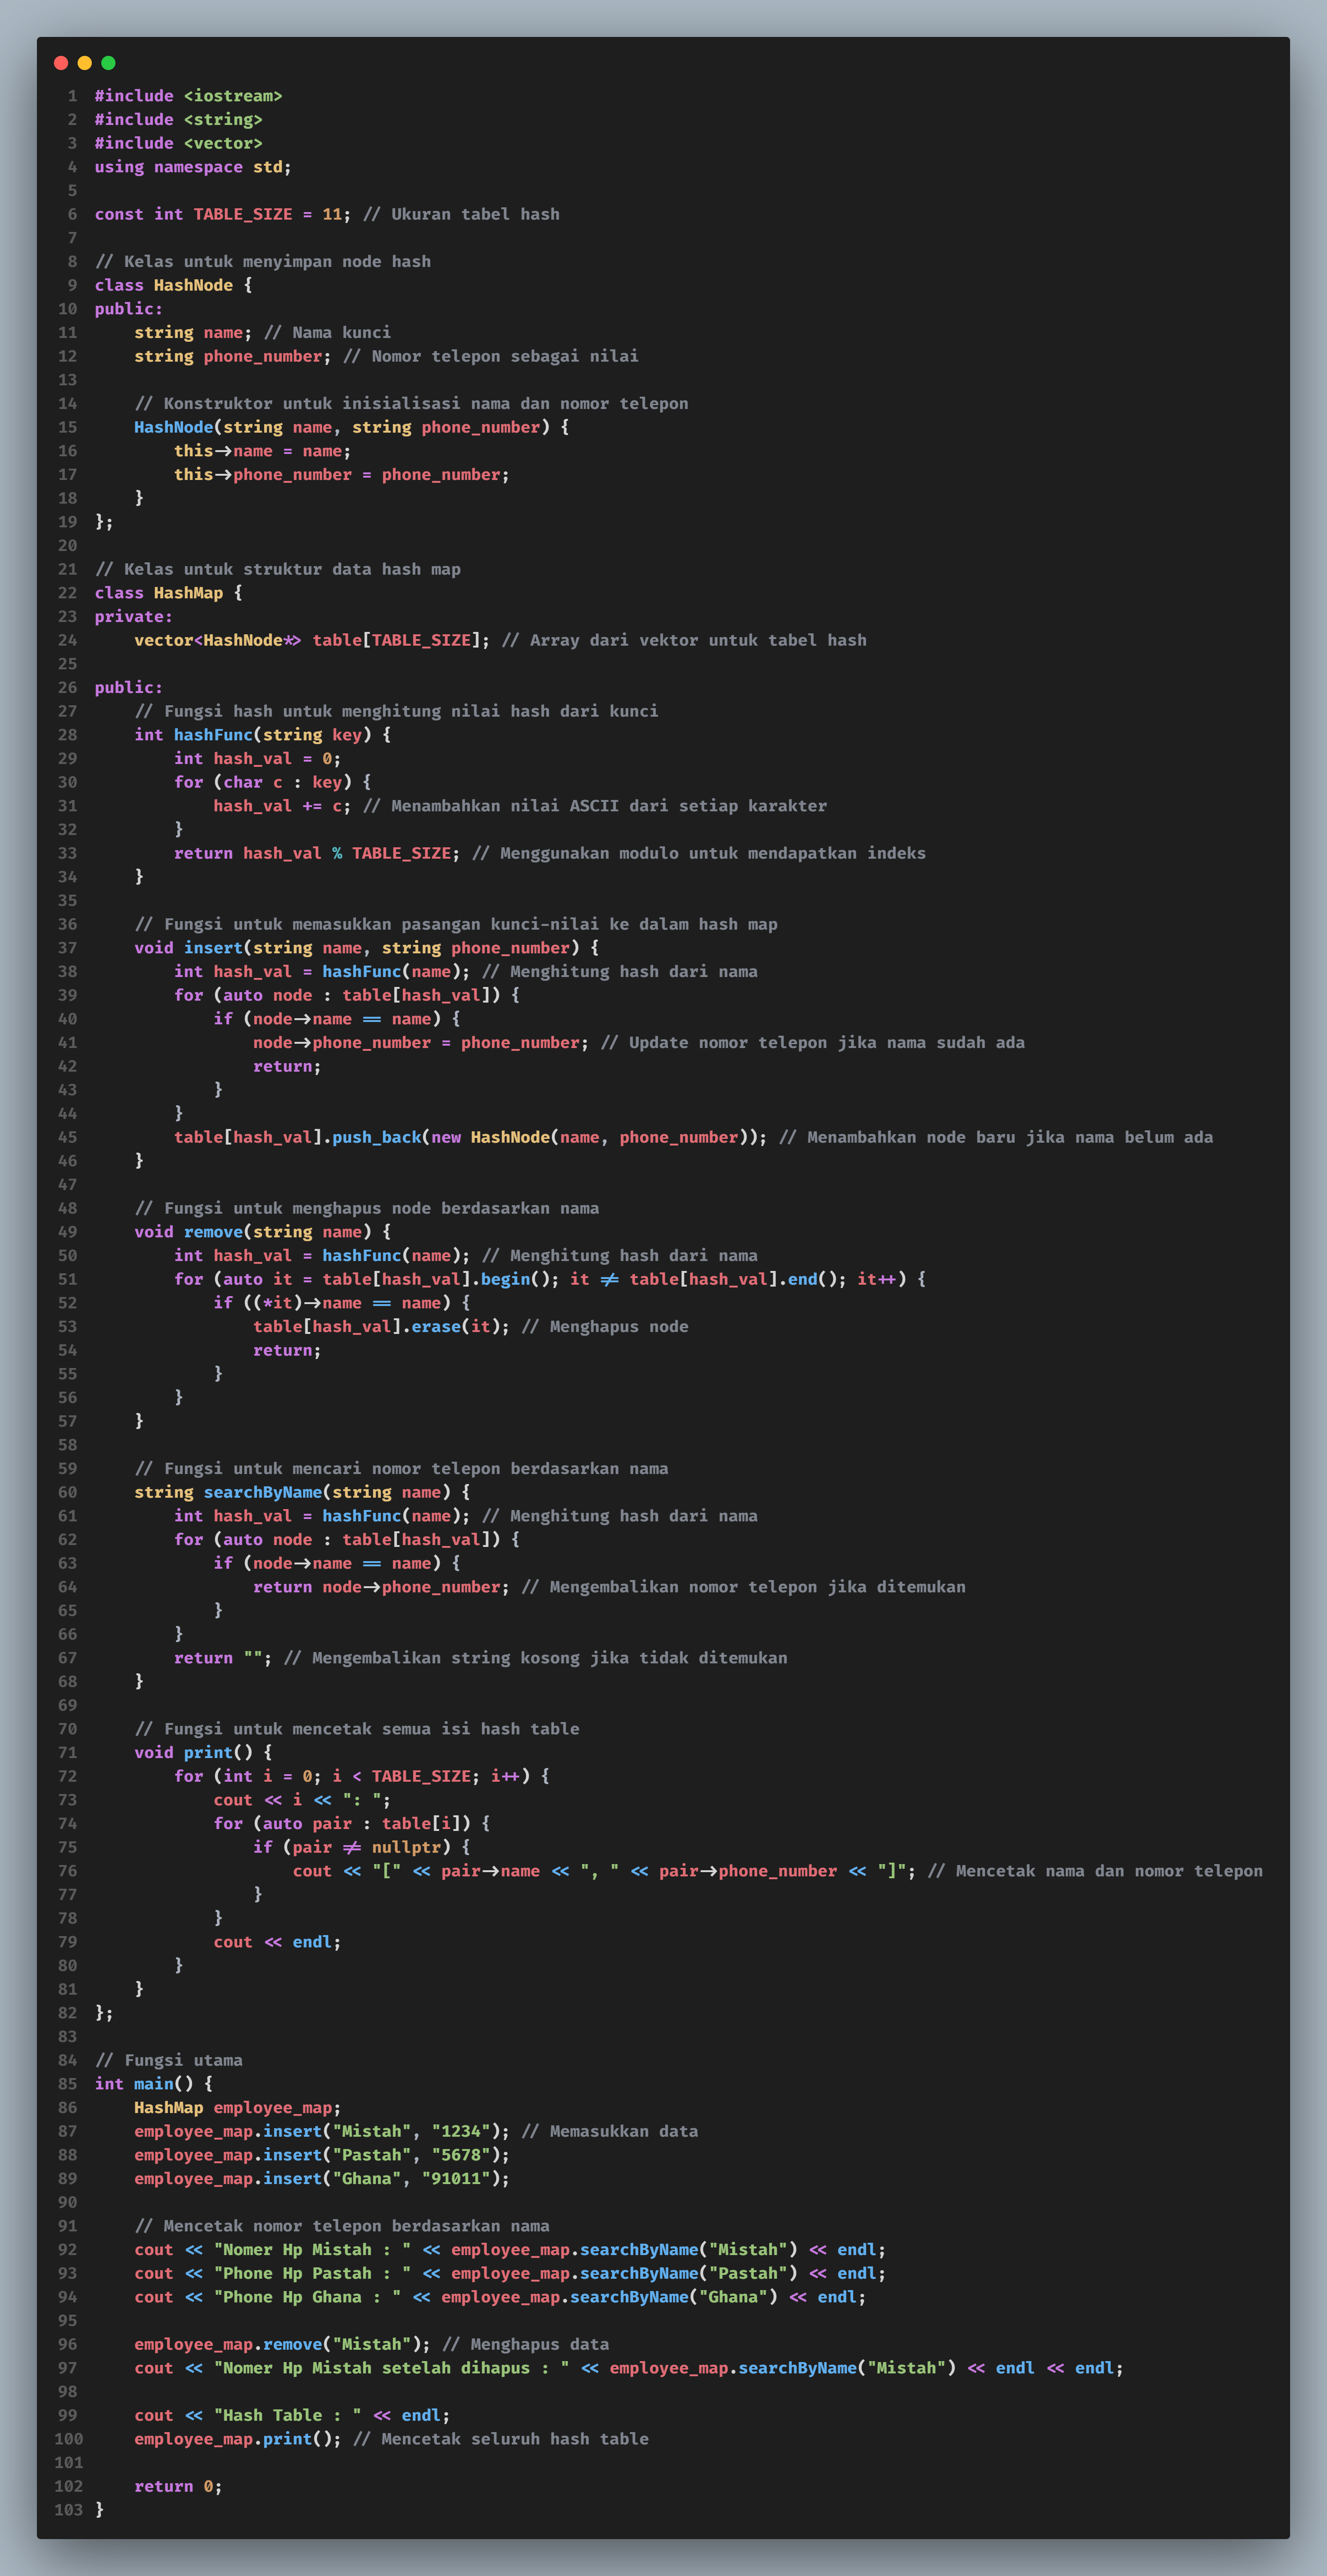 1 #include <iostream>
2 #include <string>
3 #include <vector>
4 using namespace std;
5
6 const int TABLE_SIZE = 11; // Ukuran tabel hash
7
8 // Kelas untuk menyimpan node hash
9 class HashNode {
10 public:
11     string name; // Nama kunci
12     string phone_number; // Nomor telepon sebagai nilai
13
14     // Konstruktor untuk inisialisasi nama dan nomor telepon
15     HashNode(string name, string phone_number) {
16         this->name = name;
17         this->phone_number = phone_number;
18     }
19 };
20
21 // Kelas untuk struktur data hash map
22 class HashMap {
23 private:
24     vector<HashNode*> table[TABLE_SIZE]; // Array dari vektor untuk tabel hash
25
26 public:
27     // Fungsi hash untuk menghitung nilai hash dari kunci
28     int hashFunc(string key) {
29         int hash_val = 0;
30         for (char c : key) {
31             hash_val += c; // Menambahkan nilai ASCII dari setiap karakter
32         }
33         return hash_val % TABLE_SIZE; // Menggunakan modulo untuk mendapatkan indeks
34     }
35
36     // Fungsi untuk memasukkan pasangan kunci-nilai ke dalam hash map
37     void insert(string name, string phone_number) {
38         int hash_val = hashFunc(name); // Menghitung hash dari nama
39         for (auto node : table[hash_val]) {
40             if (node->name == name) {
41                 node->phone_number = phone_number; // Update nomor telepon jika nama sudah ada
42                 return;
43             }
44         }
45         table[hash_val].push_back(new HashNode(name, phone_number)); // Menambahkan node baru jika nama belum ada
46     }
47
48     // Fungsi untuk menghapus node berdasarkan nama
49     void remove(string name) {
50         int hash_val = hashFunc(name); // Menghitung hash dari nama
51         for (auto it = table[hash_val].begin(); it != table[hash_val].end(); it++) {
52             if ((*it)->name == name) {
53                 table[hash_val].erase(it); // Menghapus node
54                 return;
55             }
56         }
57     }
58
59     // Fungsi untuk mencari nomor telepon berdasarkan nama
60     string searchByName(string name) {
61         int hash_val = hashFunc(name); // Menghitung hash dari nama
62         for (auto node : table[hash_val]) {
63             if (node->name == name) {
64                 return node->phone_number; // Mengembalikan nomor telepon jika ditemukan
65             }
66         }
67         return ""; // Mengembalikan string kosong jika tidak ditemukan
68     }
69
70     // Fungsi untuk mencetak semua isi hash table
71     void print() {
72         for (int i = 0; i < TABLE_SIZE; i++) {
73             cout << i << ": ";
74             for (auto pair : table[i]) {
75                 if (pair != nullptr) {
76                     cout << "[" << pair->name << ", " << pair->phone_number << "]"; // Mencetak nama dan nomor telepon
77                 }
78             }
79             cout << endl;
80         }
81     }
82 };
83
84 // Fungsi utama
85 int main() {
86     HashMap employee_map;
87     employee_map.insert("Mistah", "1234"); // Memasukkan data
88     employee_map.insert("Pastah", "5678");
89     employee_map.insert("Ghana", "91011");
90
91     // Mencetak nomor telepon berdasarkan nama
92     cout << "Nomer Hp Mistah : " << employee_map.searchByName("Mistah") << endl;
93     cout << "Phone Hp Pastah : " << employee_map.searchByName("Pastah") << endl;
94     cout << "Phone Hp Ghana : " << employee_map.searchByName("Ghana") << endl;
95
96     employee_map.remove("Mistah"); // Menghapus data
97     cout << "Nomer Hp Mistah setelah dihapus : " << employee_map.searchByName("Mistah") << endl << endl;
98
99     cout << "Hash Table : " << endl;
100     employee_map.print(); // Mencetak seluruh hash table
101
102     return 0;
103 }